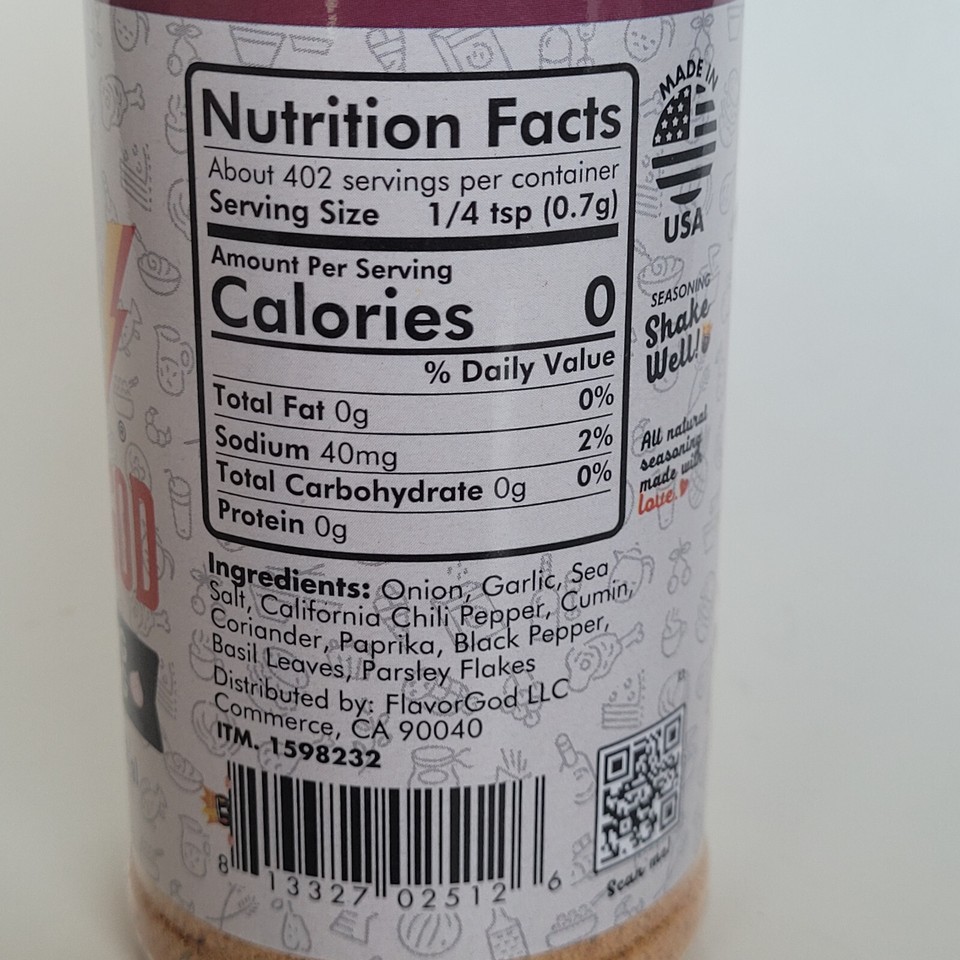 Nutrition Facts
About 402 servings per container
Serving Size 1/4 tsp (0.7g)
Amount Per Serving
Calories 0
% Daily Value
Total Fat 0g 0%
Sodium 40mg 2%
Total Carbohydrate 0g 0%
Protein 0g
Ingredients: Onion, Garlic, Sea
Salt, California Chili Pepper, Cumin,
Coriander, Paprika, Black Pepper,
Basil Leaves, Parsley Flakes
Distributed by: FlavorGod LLC
Commerce, CA 90040
ITM. 1598232
8 13327 02512 6
MADE IN
USA
SEASONING
Shake
Well!
All natural
seasoning
made with
love.
Scan me!
OD